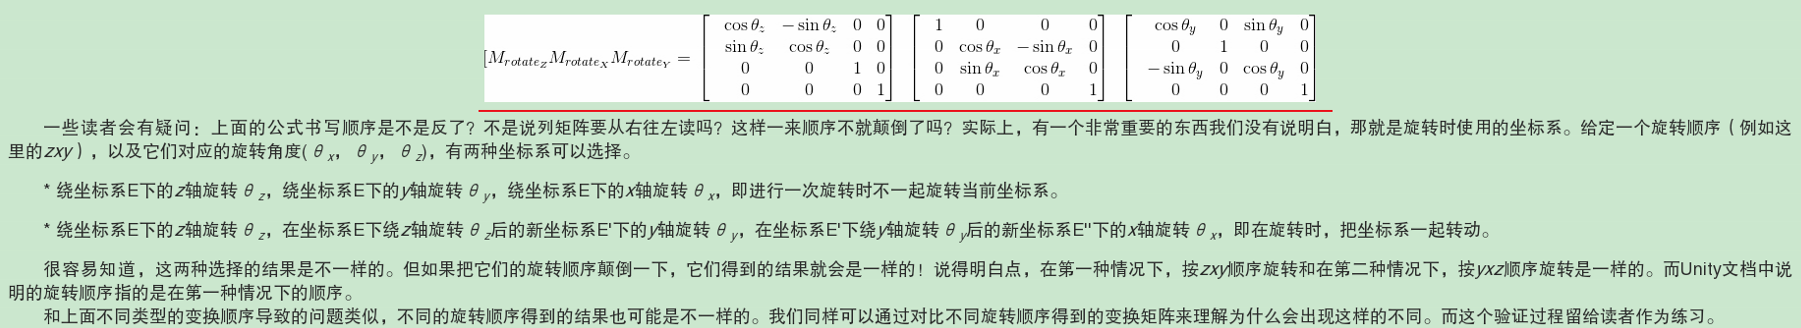 [M_{rotate_Z}M_{rotate_X}M_{rotate_Y} = \begin{bmatrix} \cos\theta_z & -\sin\theta_z & 0 & 0 \\ \sin\theta_z & \cos\theta_z & 0 & 0 \\ 0 & 0 & 1 & 0 \\ 0 & 0 & 0 & 1 \end{bmatrix} \begin{bmatrix} 1 & 0 & 0 & 0 \\ 0 & \cos\theta_x & -\sin\theta_x & 0 \\ 0 & \sin\theta_x & \cos\theta_x & 0 \\ 0 & 0 & 0 & 1 \end{bmatrix} \begin{bmatrix} \cos\theta_y & 0 & \sin\theta_y & 0 \\ 0 & 1 & 0 & 0 \\ -\sin\theta_y & 0 & \cos\theta_y & 0 \\ 0 & 0 & 0 & 1 \end{bmatrix}
一些读者会有疑问：上面的公式书写顺序是不是反了？不是说列矩阵要从右往左读吗？这样一来顺序不就颠倒了吗？实际上，有一个非常重要的东西我们没有说明白，那就是旋转时使用的坐标系。给定一个旋转顺序（例如这
里的zxy），以及它们对应的旋转角度(θx，θy，θz)，有两种坐标系可以选择。
* 绕坐标系E下的z轴旋转θz，绕坐标系E下的y轴旋转θy，绕坐标系E下的x轴旋转θx，即进行一次旋转时不一起旋转当前坐标系。
* 绕坐标系E下的z轴旋转θz，在坐标系E下绕z轴旋转θz后的新坐标系E'下的y轴旋转θy，在坐标系E'下绕y轴旋转θy后的新坐标系E''下的x轴旋转θx，即在旋转时，把坐标系一起转动。
很容易知道，这两种选择的结果是不一样的。但如果把它们的旋转顺序颠倒一下，它们得到的结果就会是一样的！说得明白点，在第一种情况下，按zxy顺序旋转和在第二种情况下，按yxz顺序旋转是一样的。而Unity文档中说
明的旋转顺序指的是在第一种情况下的顺序。
和上面不同类型的变换顺序导致的问题类似，不同的旋转顺序得到的结果也可能是不一样的。我们同样可以通过对比不同旋转顺序得到的变换矩阵来理解为什么会出现这样的不同。而这个验证过程留给读者作为练习。